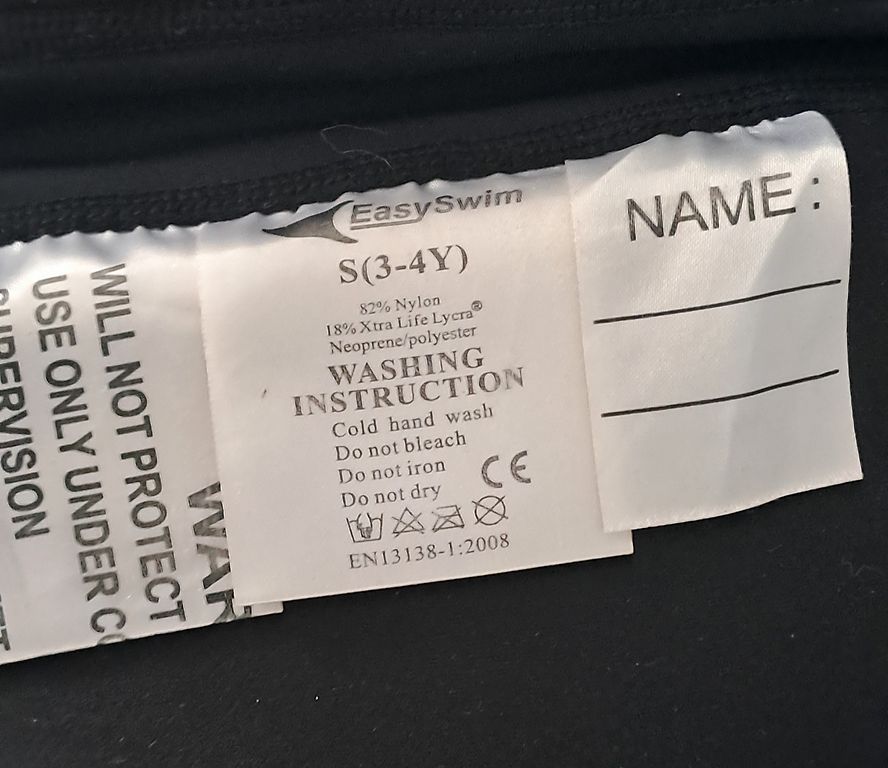 WILL NOT PROTECT
USE ONLY UNDER
SUPERVISION
EasySwim
S(3-4Y)
82% Nylon
18% Xtra Life Lycra®
Neoprene/polyester
WASHING
INSTRUCTION
Cold hand wash
Do not bleach
Do not iron
Do not dry
CE
EN13138-1:2008
NAME: